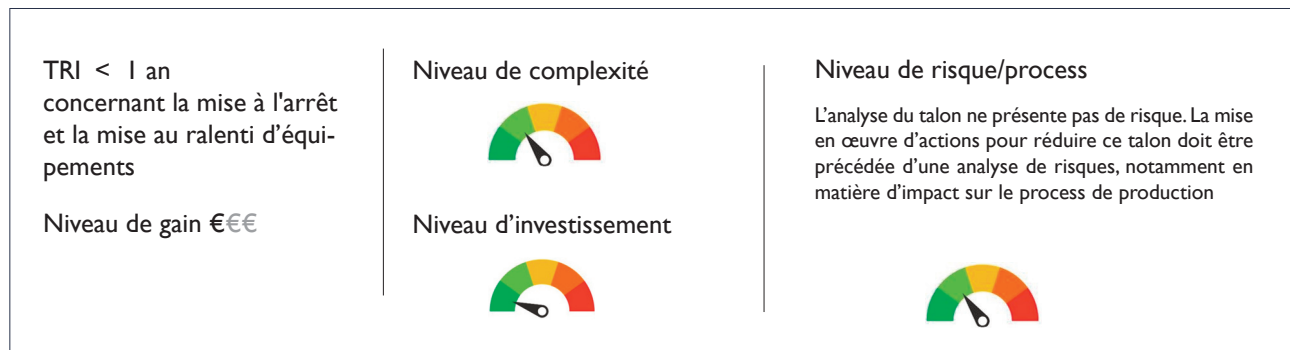 TRI < 1 an
concernant la mise à l'arrêt
et la mise au ralenti d'équi-
pements
Niveau de gain €€€
Niveau de complexité
Niveau d'investissement
Niveau de risque/process
L'analyse du talon ne présente pas de risque. La mise
en œuvre d'actions pour réduire ce talon doit être
précédée d'une analyse de risques, notamment en
matière d'impact sur le process de production